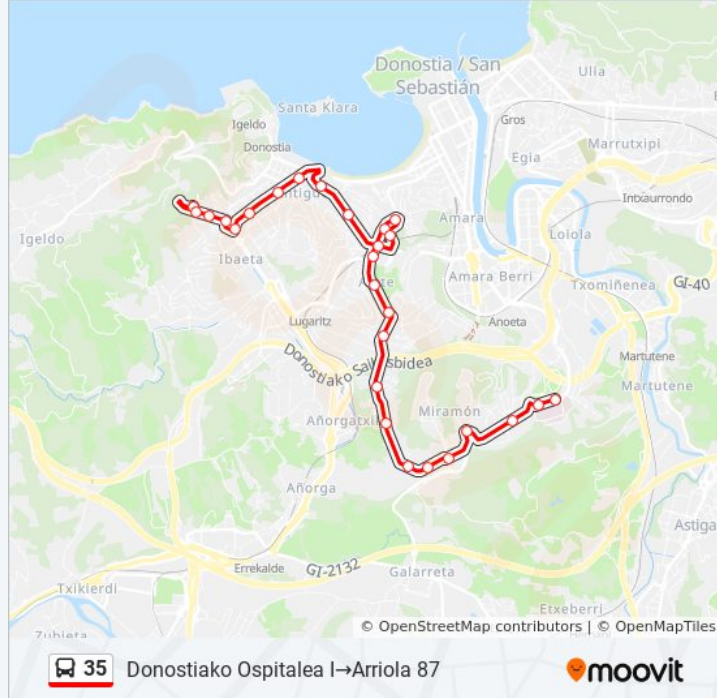 Donostia / San
Sebastián
Ulía
Santa Klara
Igeldo
Gros
Donostia
Marrutxipi
Egia
Intxaurrondo
Igeldo
Amara
Loiola
Ibaeta
Amara Berri
Txomiñenea
GI-40
Lugaritz
Anoeta
Martutene
Miramón
Martutene
Añorga
Astiga
Errekalde
GI-2132
Galarreta
Txikierdi
Etxeberri
Zubieta
© OpenStreetMap contributors | © OpenMapTiles
35 Donostiako Ospitalea I→Arriola 87
moovit